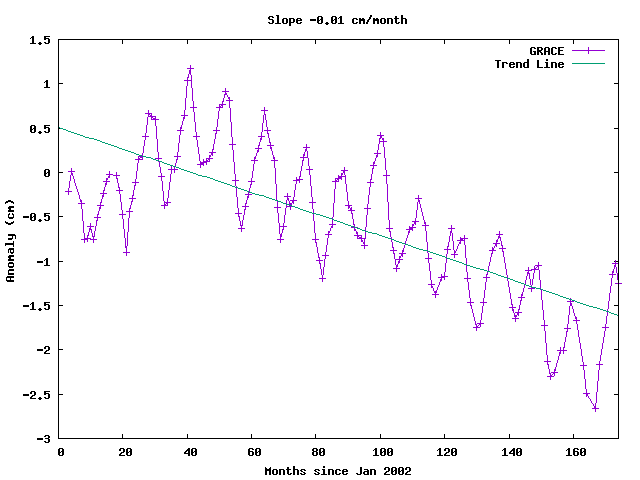 Slope -0.01 cm/month
GRACE
Trend Line
1.5
1
0.5
0
-0.5
-1
-1.5
-2
-2.5
-3
Anomaly (cm)
0 20 40 60 80 100 120 140 160
Months since Jan 2002